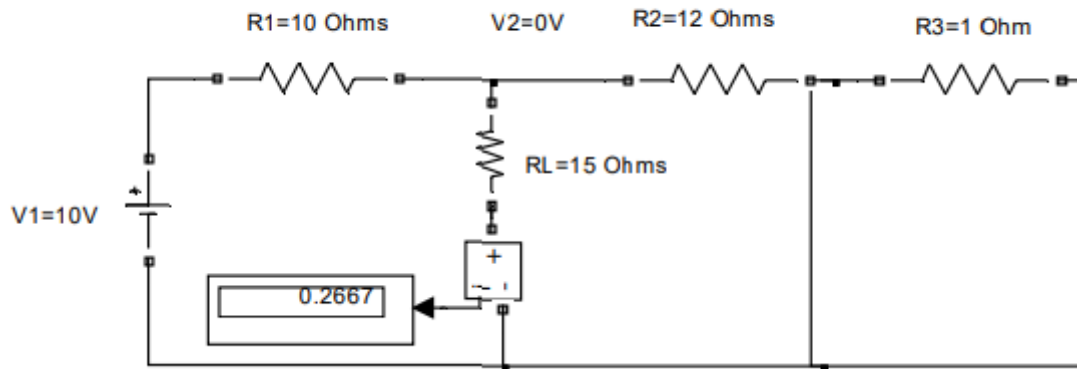 R1=10 Ohms
V2=0V
R2=12 Ohms
R3=1 Ohm
RL=15 Ohms
V1=10V
+
+
-
0.2667